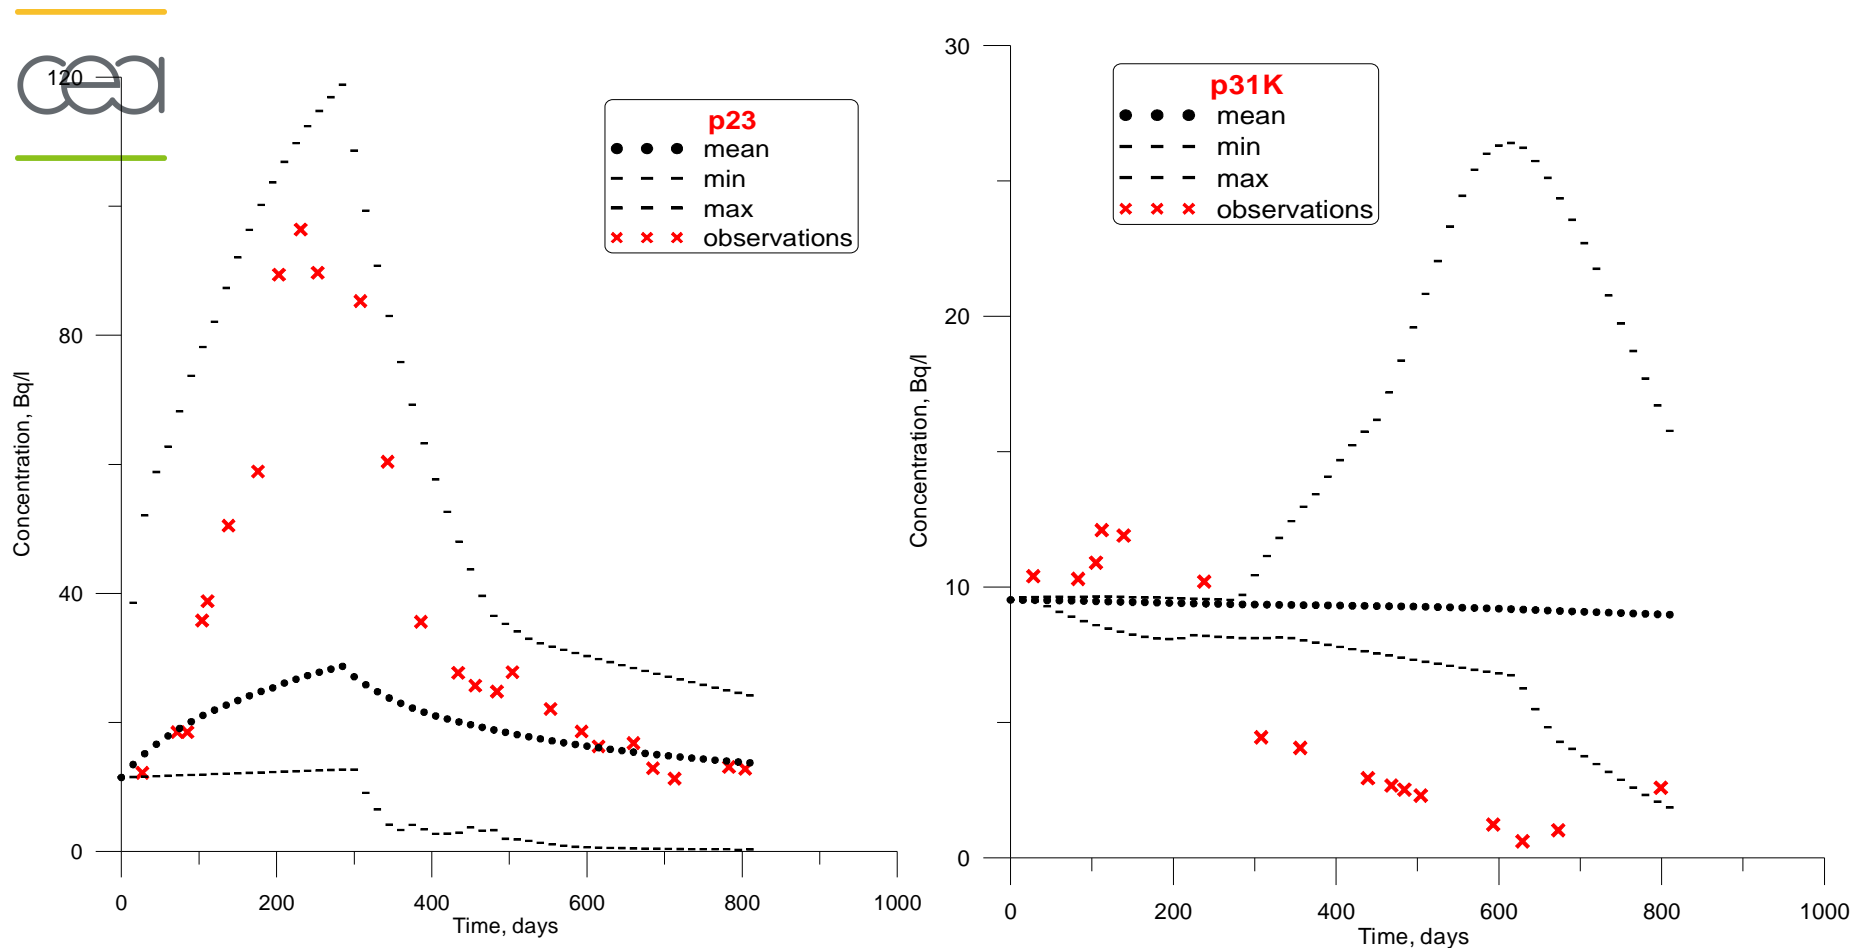 cea
120
80
40
0
0
200
400
600
800
1000
Concentration, Bq/l
Time, days
p23
mean
min
max
observations
30
20
10
0
0
200
400
600
800
1000
Concentration, Bq/l
Time, days
p31K
mean
min
max
observations